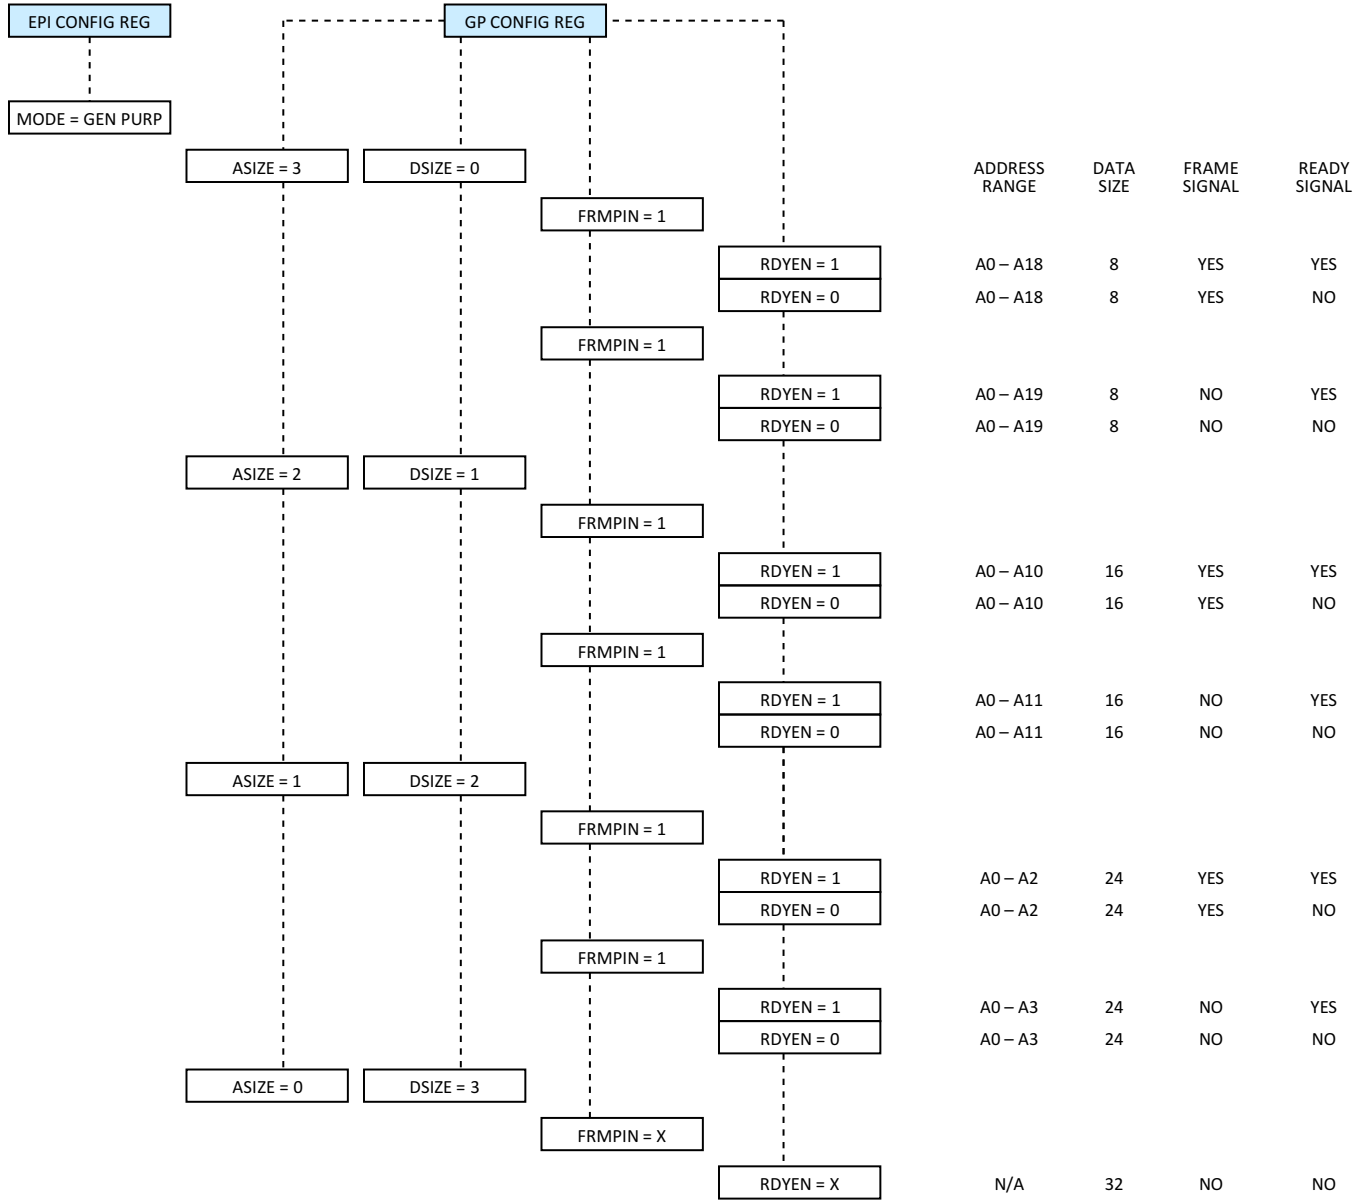 EPI CONFIG REG
GP CONFIG REG
MODE = GEN PURP
ASIZE = 3
DSIZE = 0
ADDRESS
RANGE
DATA
SIZE
FRAME
SIGNAL
READY
SIGNAL
FRMPIN = 1
RDYEN = 1 A0 – A18 8 YES YES
RDYEN = 0 A0 – A18 8 YES NO
FRMPIN = 1
RDYEN = 1 A0 – A19 8 NO YES
RDYEN = 0 A0 – A19 8 NO NO
ASIZE = 2
DSIZE = 1
FRMPIN = 1
RDYEN = 1 A0 – A10 16 YES YES
RDYEN = 0 A0 – A10 16 YES NO
FRMPIN = 1
RDYEN = 1 A0 – A11 16 NO YES
RDYEN = 0 A0 – A11 16 NO NO
ASIZE = 1
DSIZE = 2
FRMPIN = 1
RDYEN = 1 A0 – A2 24 YES YES
RDYEN = 0 A0 – A2 24 YES NO
FRMPIN = 1
RDYEN = 1 A0 – A3 24 NO YES
RDYEN = 0 A0 – A3 24 NO NO
ASIZE = 0
DSIZE = 3
FRMPIN = X
RDYEN = X N/A 32 NO NO